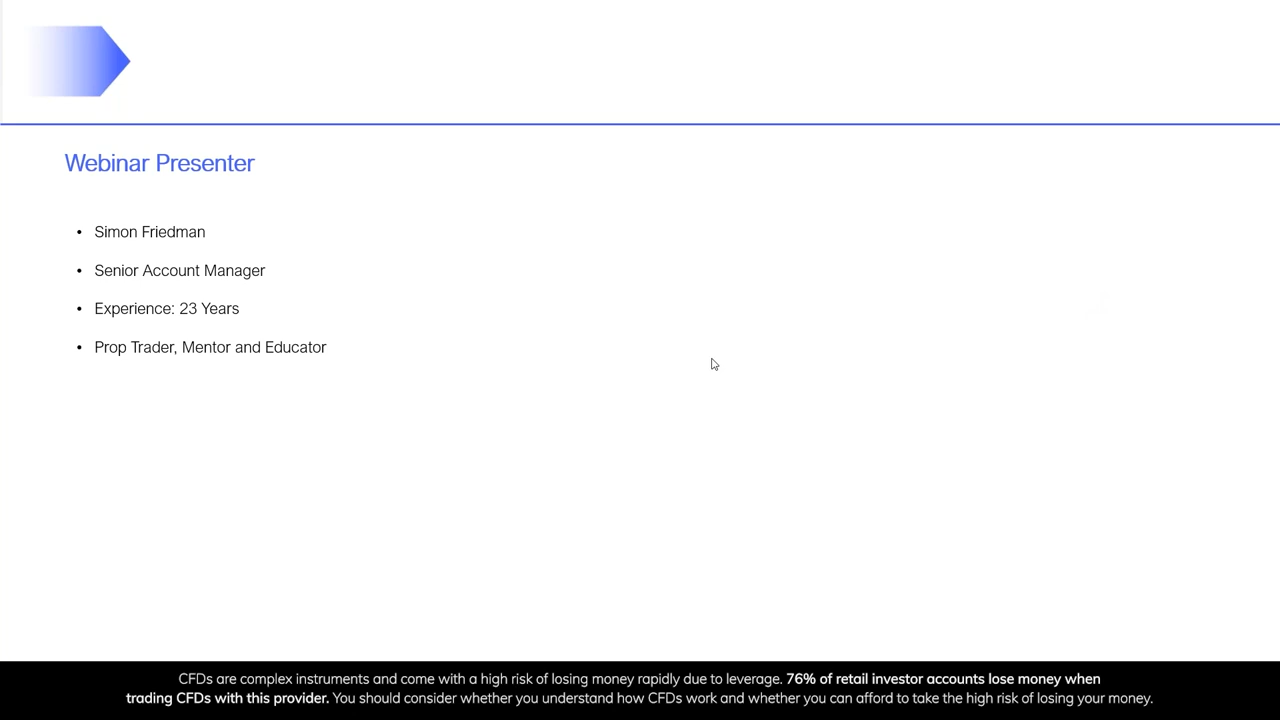 Webinar Presenter
• Simon Friedman
• Senior Account Manager
• Experience: 23 Years
• Prop Trader, Mentor and Educator
CFDs are complex instruments and come with a high risk of losing money rapidly due to leverage. 76% of retail investor accounts lose money when
trading CFDs with this provider. You should consider whether you understand how CFDs work and whether you can afford to take the high risk of losing your money.